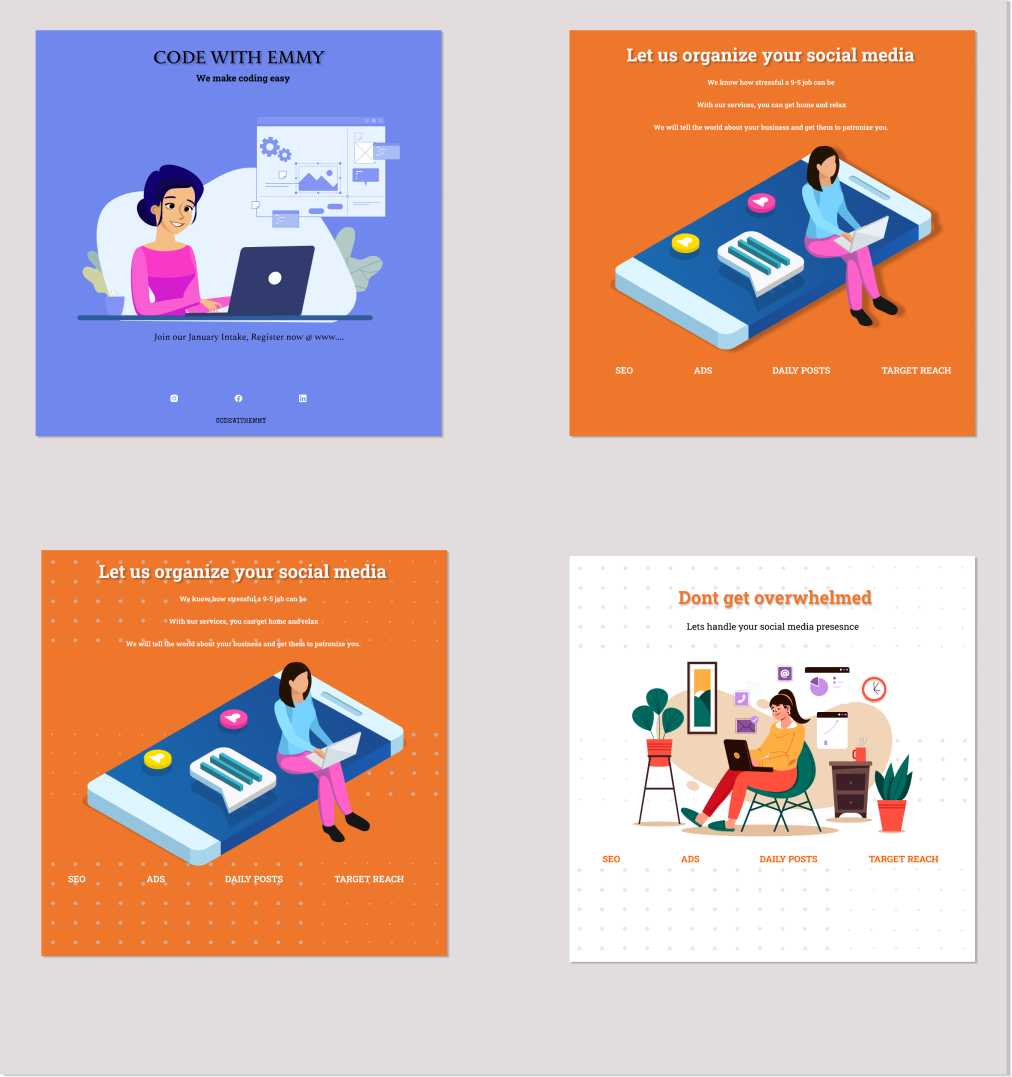 CODE WITH EMMY
We make coding easy
Join our January Intake, Register now @ www....
CODEWITHEMMY
Let us organize your social media
We know how stressful a 9-5 job can be
With our services, you can get home and relax
We will tell the world about your business and get them to patronize you.
SEO ADS DAILY POSTS TARGET REACH
Let us organize your social media
We know how stressful a 9-5 job can be
With our services, you can get home and relax
We will tell the world about your business and get them to patronize you.
SEO ADS DAILY POSTS TARGET REACH
Dont get overwhelmed
Lets handle your social media presesnce
SEO ADS DAILY POSTS TARGET REACH